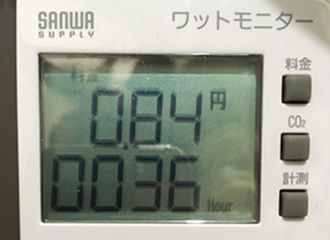 SANWA
SUPPLY
ワットモニター
料金
料金
0.84円
CO₂
0036 Hour
計測